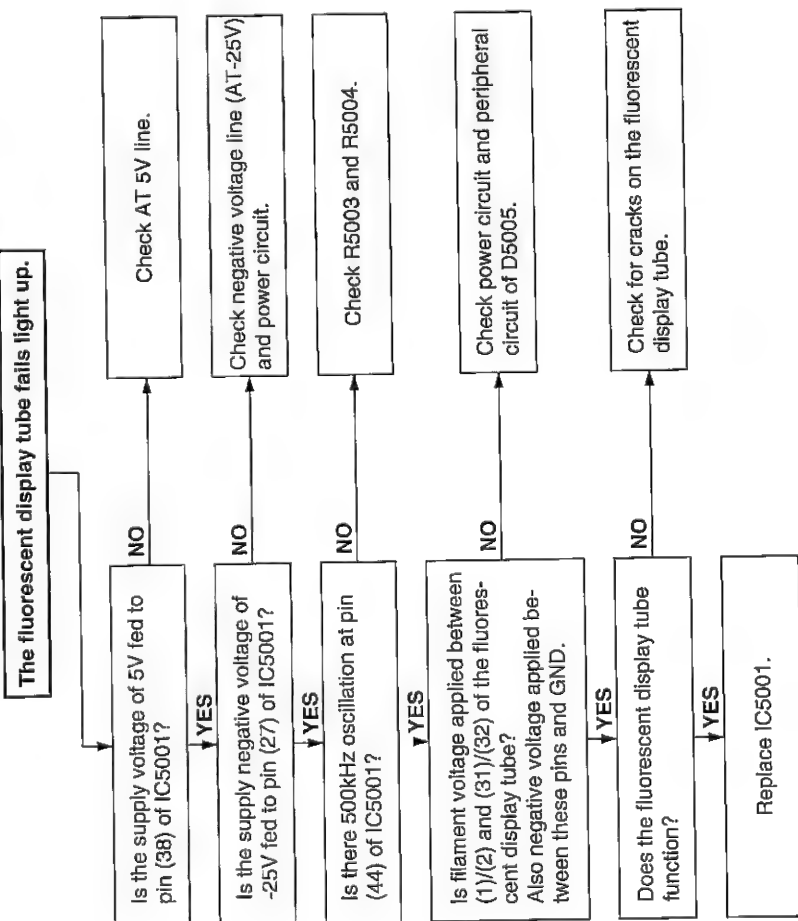 The fluorescent display tube fails light up.
Is the supply voltage of 5V fed to
pin (38) of IC5001?
NO
Check AT 5V line.
YES
Is the supply negative voltage of
-25V fed to pin (27) of IC5001?
NO
Check negative voltage line (AT-25V)
and power circuit.
YES
Is there 500kHz oscillation at pin
(44) of IC5001?
NO
Check R5003 and R5004.
YES
Is filament voltage applied between
(1)/(2) and (31)/(32) of the fluores-
cent display tube?
Also negative voltage applied be-
tween these pins and GND.
NO
Check power circuit and peripheral
circuit of D5005.
YES
Does the fluorescent display tube
function?
NO
Check for cracks on the fluorescent
display tube.
YES
Replace IC5001.